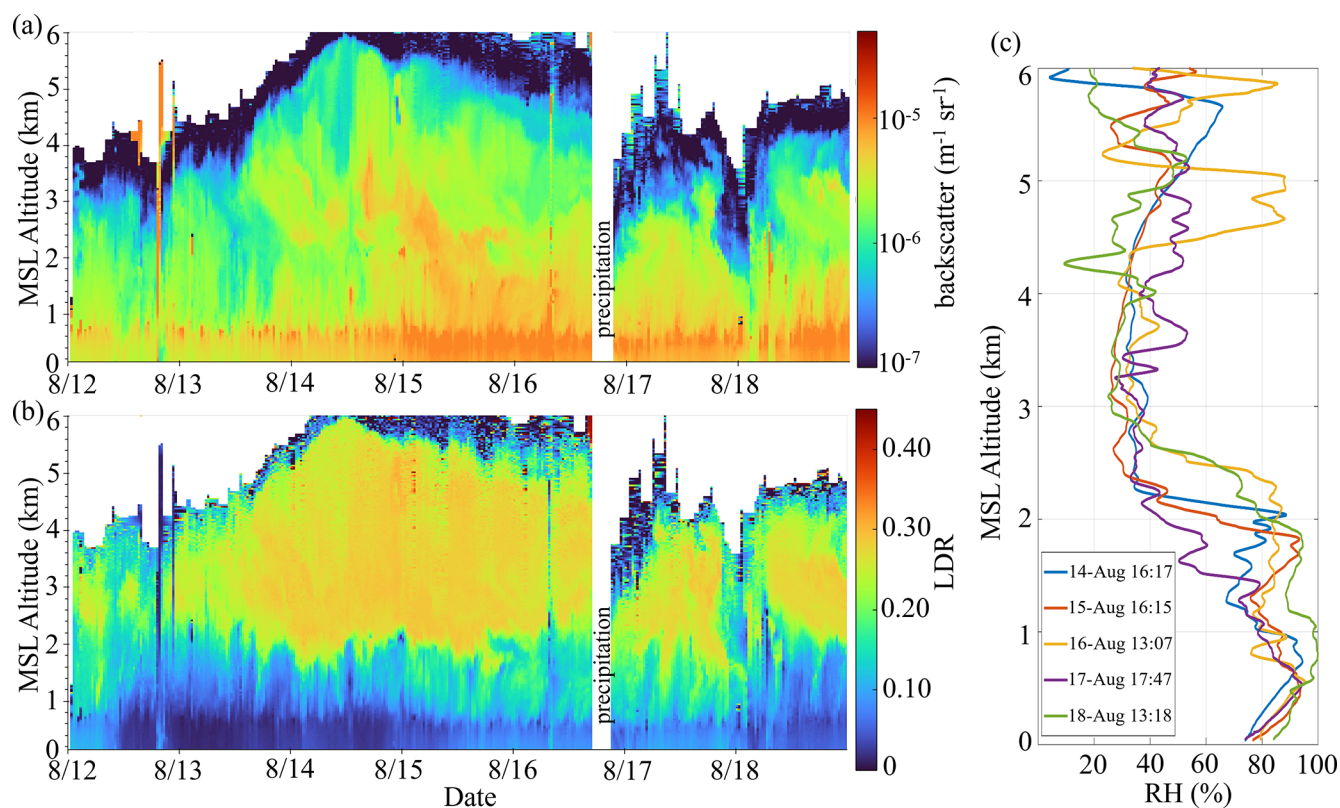 (a)
6
5
4
3
2
1
0
MSL Altitude (km)
8/12
8/13
8/14
8/15
8/16
8/17
8/18
precipitation
10⁻⁵
10⁻⁶
10⁻⁷
backscatter (m⁻¹ sr⁻¹)
(b)
6
5
4
3
2
1
0
MSL Altitude (km)
8/12
8/13
8/14
8/15
8/16
8/17
8/18
Date
precipitation
0.40
0.30
0.20
0.10
0
LDR
(c)
6
5
4
3
2
1
0
MSL Altitude (km)
14-Aug 16:17
15-Aug 16:15
16-Aug 13:07
17-Aug 17:47
18-Aug 13:18
20
40
60
80
100
RH (%)